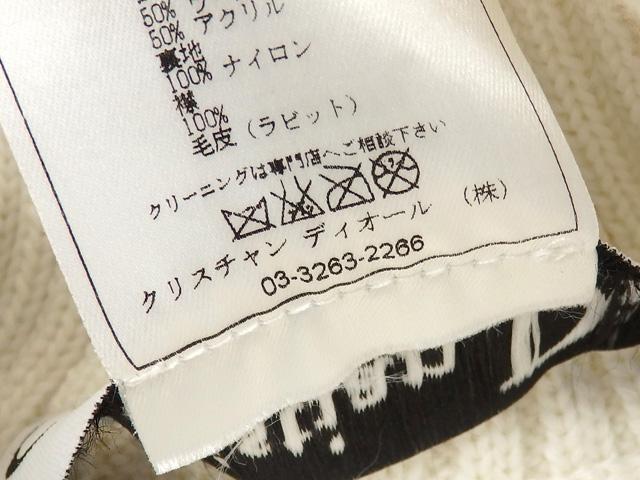 50%
50% アクリル
裏地
100% ナイロン
襟
100%
毛皮 (ラビット)
クリーニングは専門店へご相談下さい
クリスチャン ディオール (株)
03-3263-2266